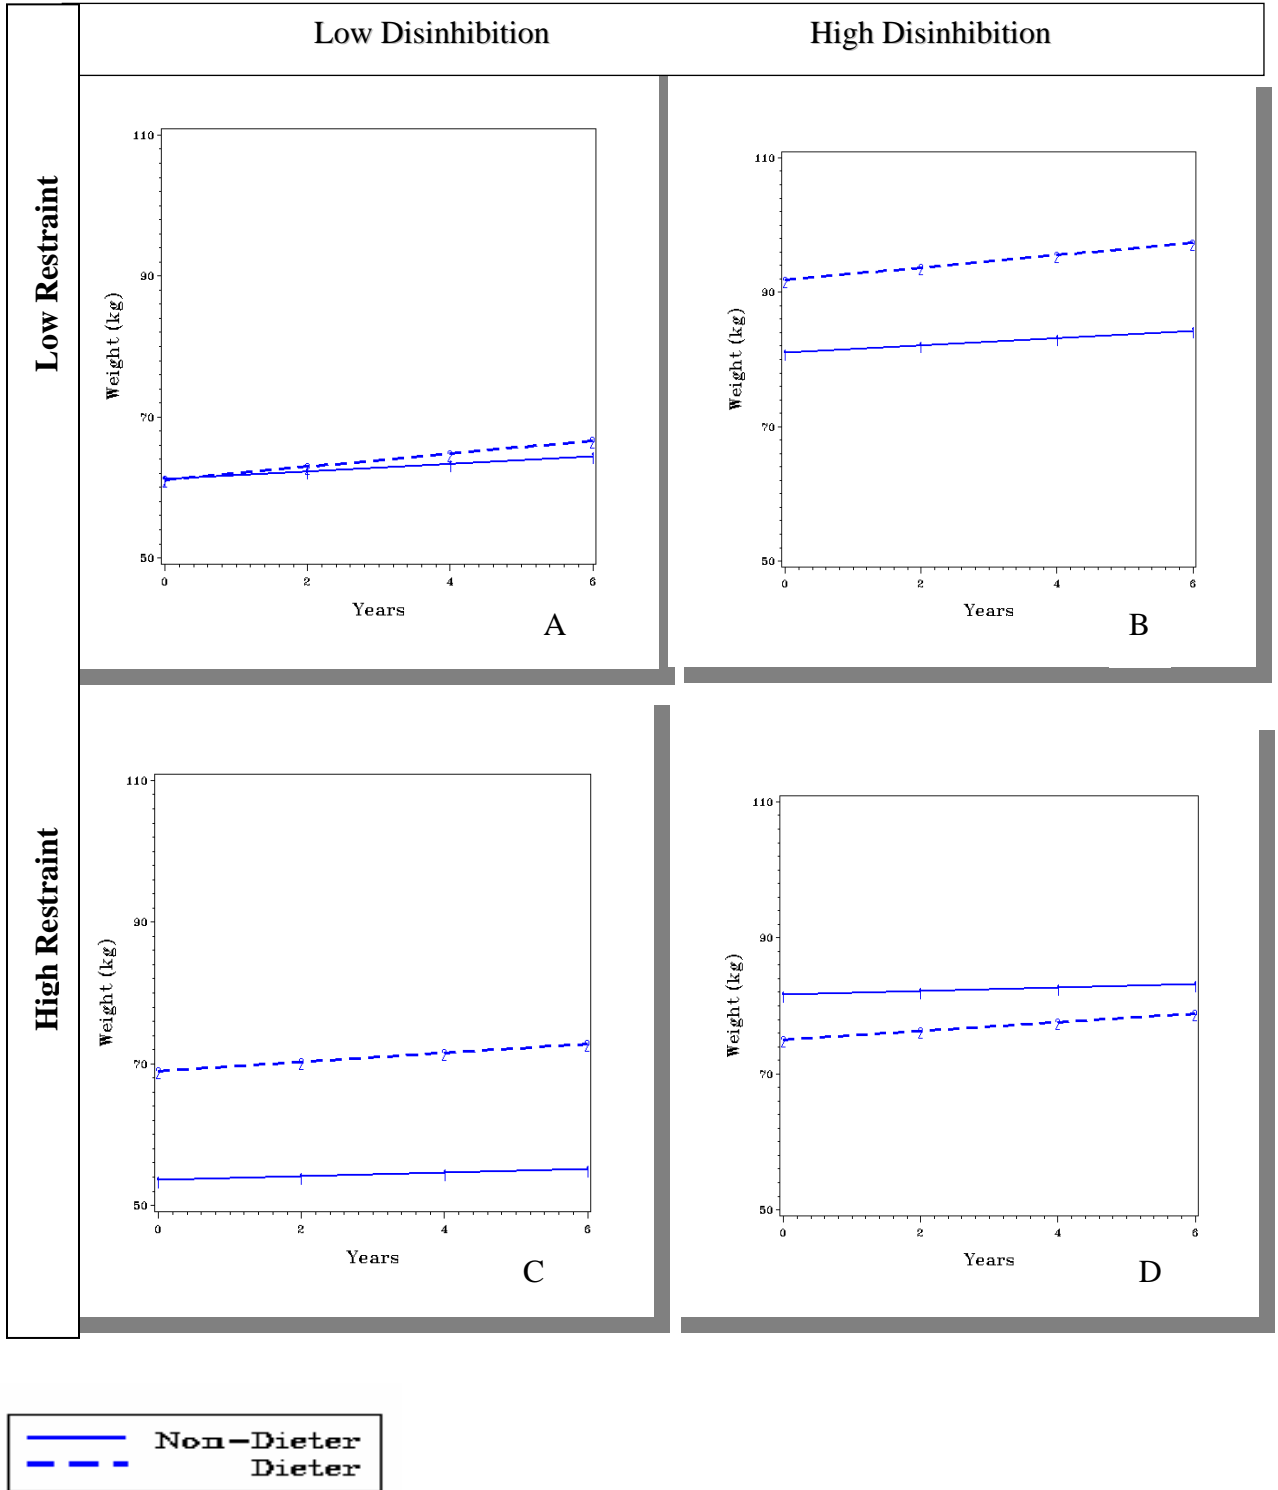 Low Disinhibition High Disinhibition
Low Restraint
110
90
70
50
Weight (kg)
0 2 4 6
Years
A
110
90
70
50
Weight (kg)
0 2 4 6
Years
B
High Restraint
110
90
70
50
Weight (kg)
0 2 4 6
Years
C
110
90
70
50
Weight (kg)
0 2 4 6
Years
D
Non-Dieter
Dieter